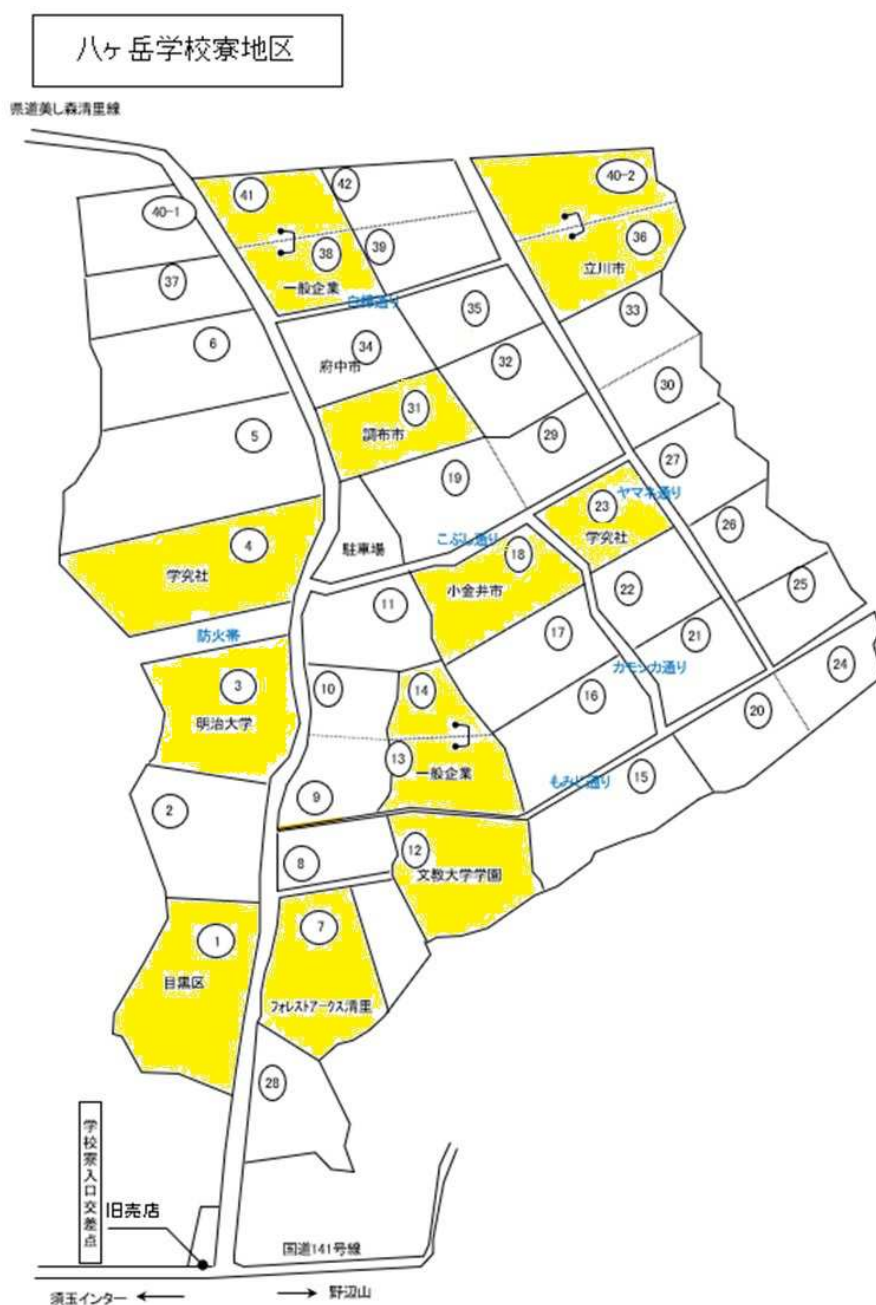 八ヶ岳学校寮地区
県道美し森清里線
40-1
41
42
40-2
37
38
39
36
一般企業
立川市
白樺通り
6
34
35
33
府中市
32
31
30
調布市
5
29
19
27
ヤマネ通り
4
駐車場
こぶし通り
23
学究社
26
学究社
18
小金井市
防火帯
11
22
25
17
21
カモシカ通り
24
3
明治大学
10
14
16
20
13
一般企業
もみじ通り
15
2
9
8
12
文教大学学園
1
7
目黒区
フォレストアークス清里
28
学校寮入口交差点
旧売店
国道141号線
須玉インター
野辺山